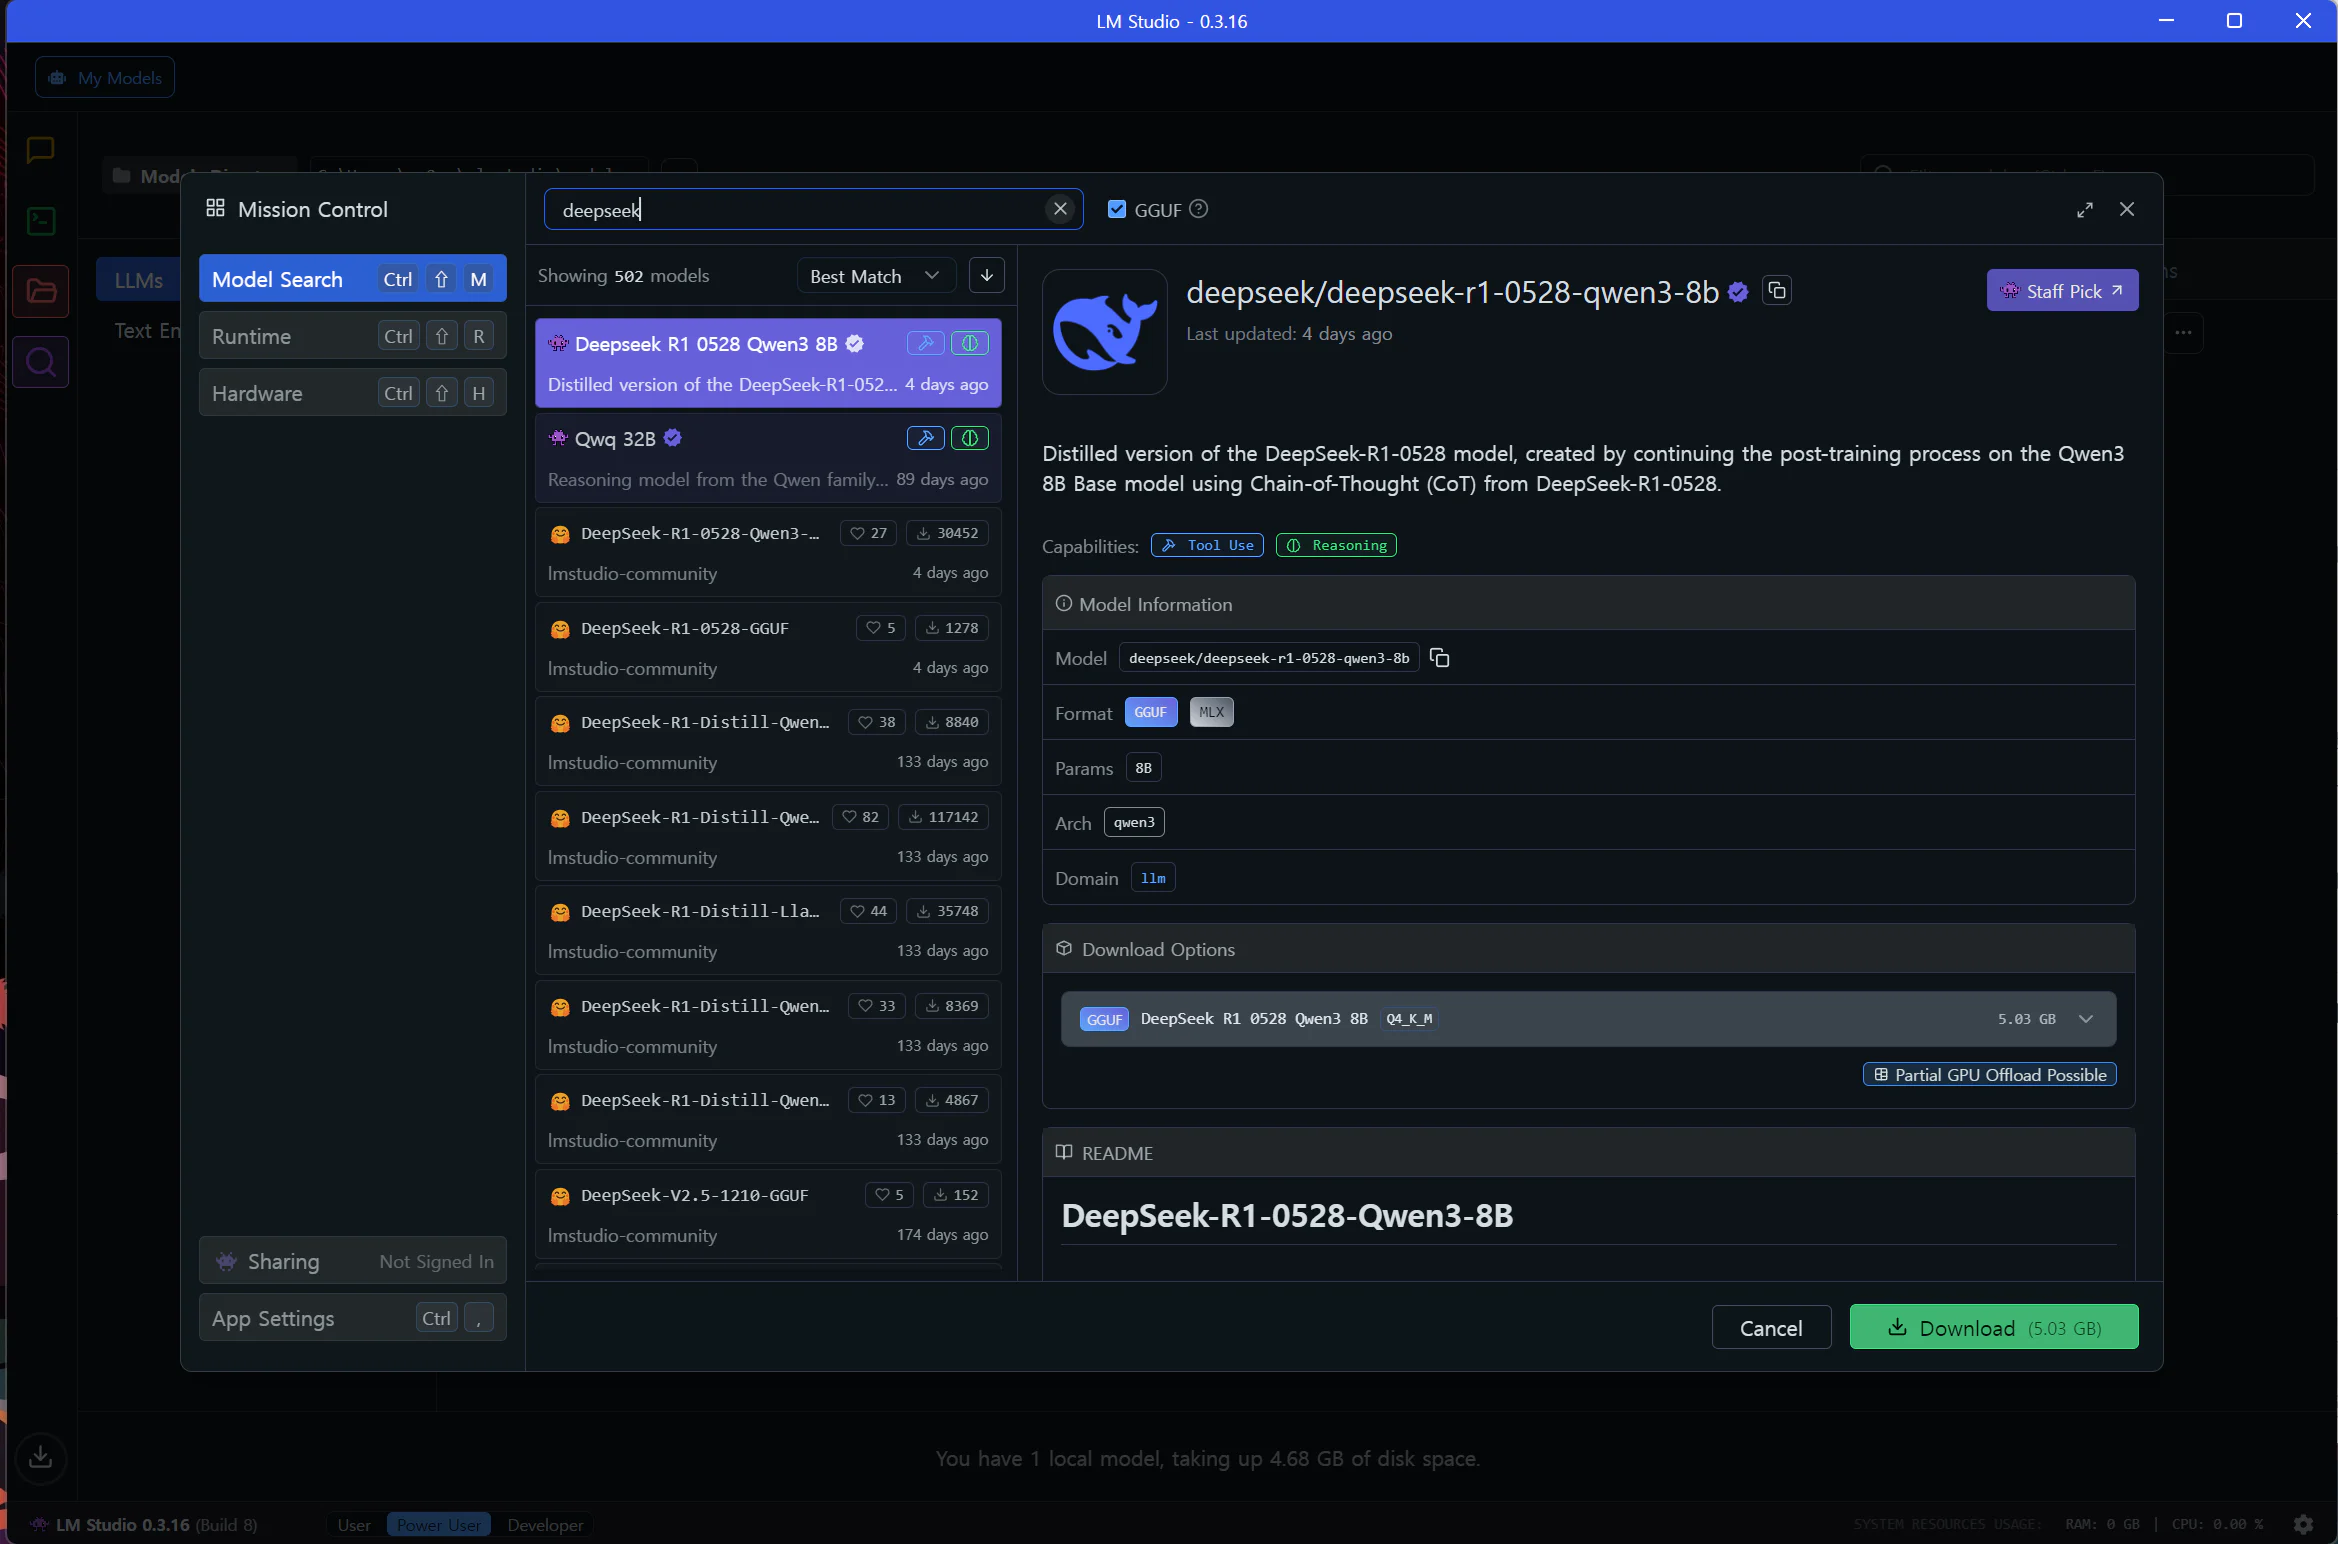 LM Studio - 0.3.16
My Models
Mission Control
deepseek
GGUF
Model Search Ctrl ⇧ M
Runtime Ctrl ⇧ R
Hardware Ctrl ⇧ H
LLMs
Text En
Showing 502 models
Best Match
Deepseek R1 0528 Qwen3 8B
Distilled version of the DeepSeek-R1-052... 4 days ago
Qwq 32B
Reasoning model from the Qwen family... 89 days ago
DeepSeek-R1-0528-Qwen3-... 27 30452
lmstudio-community 4 days ago
DeepSeek-R1-0528-GGUF 5 1278
lmstudio-community 4 days ago
DeepSeek-R1-Distill-Qwen... 38 8840
lmstudio-community 133 days ago
DeepSeek-R1-Distill-Qwe... 82 117142
lmstudio-community 133 days ago
DeepSeek-R1-Distill-Lla... 44 35748
lmstudio-community 133 days ago
DeepSeek-R1-Distill-Qwen... 33 8369
lmstudio-community 133 days ago
DeepSeek-R1-Distill-Qwen... 13 4867
lmstudio-community 133 days ago
DeepSeek-V2.5-1210-GGUF 5 152
lmstudio-community 174 days ago
deepseek/deepseek-r1-0528-qwen3-8b
Staff Pick
Last updated: 4 days ago
Distilled version of the DeepSeek-R1-0528 model, created by continuing the post-training process on the Qwen3
8B Base model using Chain-of-Thought (CoT) from DeepSeek-R1-0528.
Capabilities: Tool Use Reasoning
Model Information
Model deepseek/deepseek-r1-0528-qwen3-8b
Format GGUF MLX
Params 8B
Arch qwen3
Domain llm
Download Options
GGUF DeepSeek R1 0528 Qwen3 8B Q4_K_M 5.03 GB
Partial GPU Offload Possible
README
DeepSeek-R1-0528-Qwen3-8B
Sharing Not Signed In
App Settings Ctrl ,
Cancel
Download (5.03 GB)
You have 1 local model, taking up 4.68 GB of disk space.
LM Studio 0.3.16 (Build 8)
User Power User Developer
SYSTEM RESOURCES USAGE: RAM: 0 GB | CPU: 0.00 %